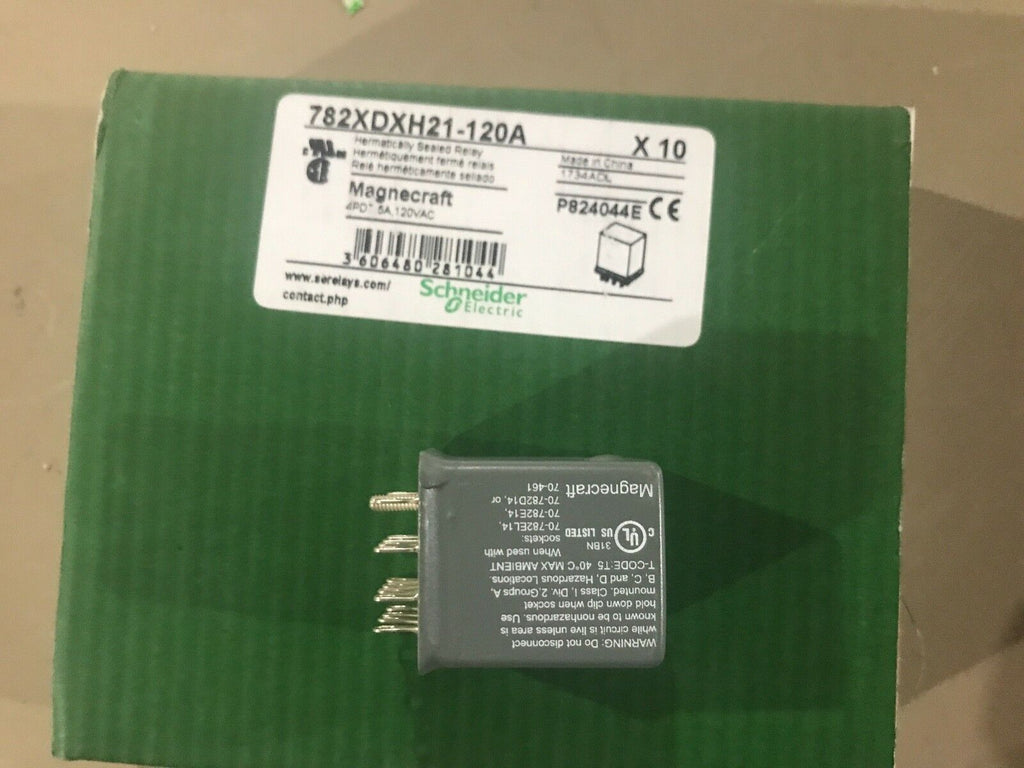 782XDXH21-120A
X 10
Hermetically Sealed Relay
Hermétiquement fermé relais
Relé herméticamente sellado
Magnecraft
5A,120VAC
Made in China
1734ADL
P824044E CE
3 606480 281044
www.serelays.com/
contact.php
Schneider
Electric
WARNING: Do not disconnect
while circuit is live unless area is
known to be nonhazardous. Use
hold down clip when socket
mounted. Class I, Div. 2 Groups A,
B, C, and D, Hazardous Locations.
T-CODE:T5 40°C MAX AMBIENT
31BN
C UL US LISTED
When used with
sockets:
70-782EL14,
70-782E14,
70-782D14, or
70-461
Magnecraft